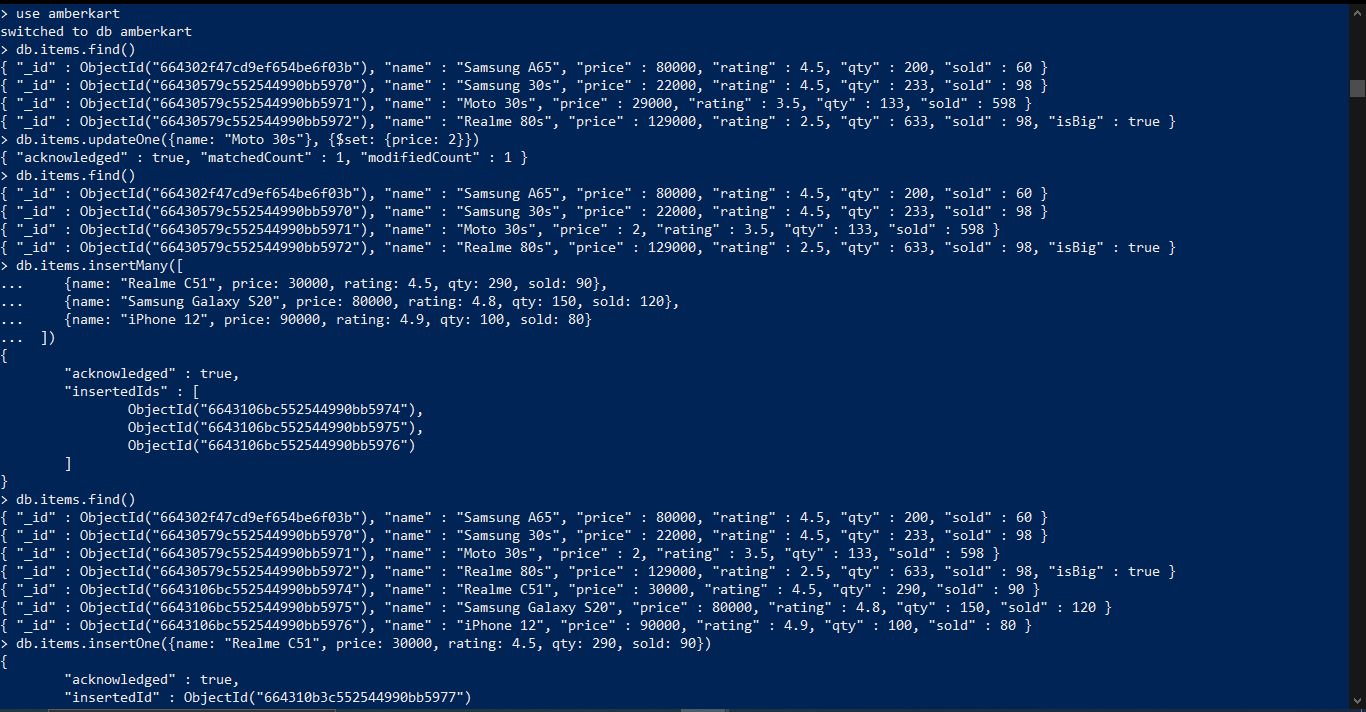 > use amberkart
switched to db amberkart
> db.items.find()
{ "_id" : ObjectId("664302f47cd9ef654be6f03b"), "name" : "Samsung A65", "price" : 80000, "rating" : 4.5, "qty" : 200, "sold" : 60 }
{ "_id" : ObjectId("66430579c552544990bb5970"), "name" : "Samsung 30s", "price" : 22000, "rating" : 4.5, "qty" : 233, "sold" : 98 }
{ "_id" : ObjectId("66430579c552544990bb5971"), "name" : "Moto 30s", "price" : 29000, "rating" : 3.5, "qty" : 133, "sold" : 598 }
{ "_id" : ObjectId("66430579c552544990bb5972"), "name" : "Realme 80s", "price" : 129000, "rating" : 2.5, "qty" : 633, "sold" : 98, "isBig" : true }
> db.items.updateOne({name: "Moto 30s"}, {$set: {price: 2}})
{ "acknowledged" : true, "matchedCount" : 1, "modifiedCount" : 1 }
> db.items.find()
{ "_id" : ObjectId("664302f47cd9ef654be6f03b"), "name" : "Samsung A65", "price" : 80000, "rating" : 4.5, "qty" : 200, "sold" : 60 }
{ "_id" : ObjectId("66430579c552544990bb5970"), "name" : "Samsung 30s", "price" : 22000, "rating" : 4.5, "qty" : 233, "sold" : 98 }
{ "_id" : ObjectId("66430579c552544990bb5971"), "name" : "Moto 30s", "price" : 2, "rating" : 3.5, "qty" : 133, "sold" : 598 }
{ "_id" : ObjectId("66430579c552544990bb5972"), "name" : "Realme 80s", "price" : 129000, "rating" : 2.5, "qty" : 633, "sold" : 98, "isBig" : true }
> db.items.insertMany([
...     {name: "Realme C51", price: 30000, rating: 4.5, qty: 290, sold: 90},
...     {name: "Samsung Galaxy S20", price: 80000, rating: 4.8, qty: 150, sold: 120},
...     {name: "iPhone 12", price: 90000, rating: 4.9, qty: 100, sold: 80}
...  ])
{
        "acknowledged" : true,
        "insertedIds" : [
                ObjectId("6643106bc552544990bb5974"),
                ObjectId("6643106bc552544990bb5975"),
                ObjectId("6643106bc552544990bb5976")
        ]
}
> db.items.find()
{ "_id" : ObjectId("664302f47cd9ef654be6f03b"), "name" : "Samsung A65", "price" : 80000, "rating" : 4.5, "qty" : 200, "sold" : 60 }
{ "_id" : ObjectId("66430579c552544990bb5970"), "name" : "Samsung 30s", "price" : 22000, "rating" : 4.5, "qty" : 233, "sold" : 98 }
{ "_id" : ObjectId("66430579c552544990bb5971"), "name" : "Moto 30s", "price" : 2, "rating" : 3.5, "qty" : 133, "sold" : 598 }
{ "_id" : ObjectId("66430579c552544990bb5972"), "name" : "Realme 80s", "price" : 129000, "rating" : 2.5, "qty" : 633, "sold" : 98, "isBig" : true }
{ "_id" : ObjectId("6643106bc552544990bb5974"), "name" : "Realme C51", "price" : 30000, "rating" : 4.5, "qty" : 290, "sold" : 90 }
{ "_id" : ObjectId("6643106bc552544990bb5975"), "name" : "Samsung Galaxy S20", "price" : 80000, "rating" : 4.8, "qty" : 150, "sold" : 120 }
{ "_id" : ObjectId("6643106bc552544990bb5976"), "name" : "iPhone 12", "price" : 90000, "rating" : 4.9, "qty" : 100, "sold" : 80 }
> db.items.insertOne({name: "Realme C51", price: 30000, rating: 4.5, qty: 290, sold: 90})
{
        "acknowledged" : true,
        "insertedId" : ObjectId("664310b3c552544990bb5977")